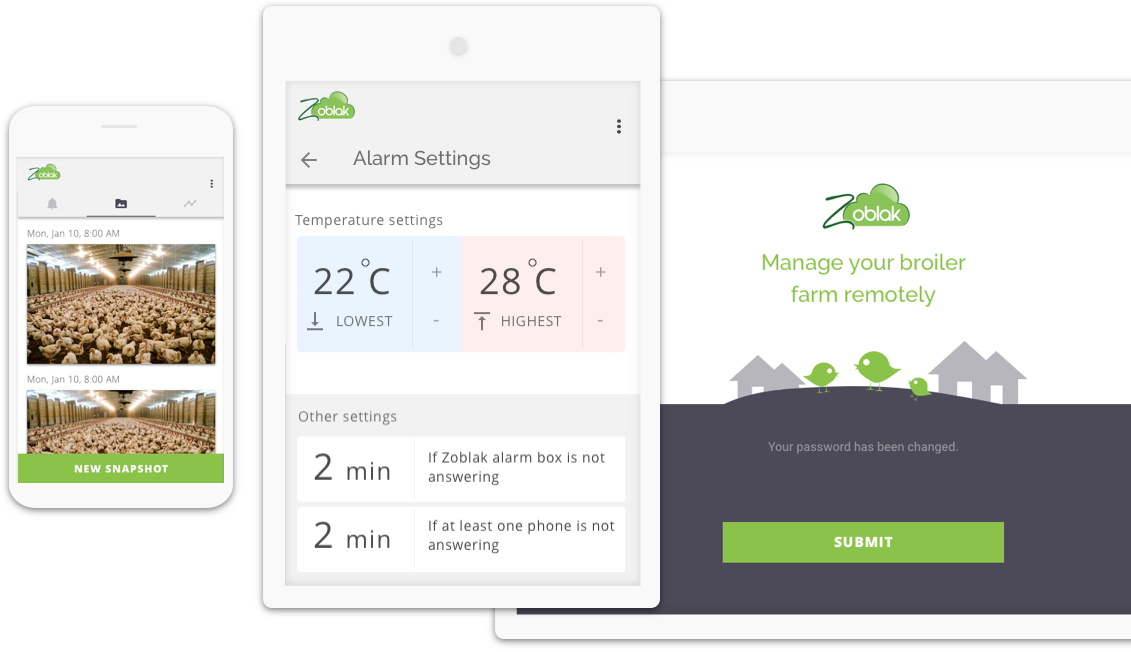 Zoblak
Mon, Jan 10, 8:00 AM
Mon, Jan 10, 8:00 AM
NEW SNAPSHOT
Zoblak
Alarm Settings
Temperature settings
22 °C
+
LOWEST
-
28 °C
+
HIGHEST
-
Other settings
2 min
If Zoblak alarm box is not
answering
2 min
If at least one phone is not
answering
Zoblak
Manage your broiler
farm remotely
Your password has been changed.
SUBMIT